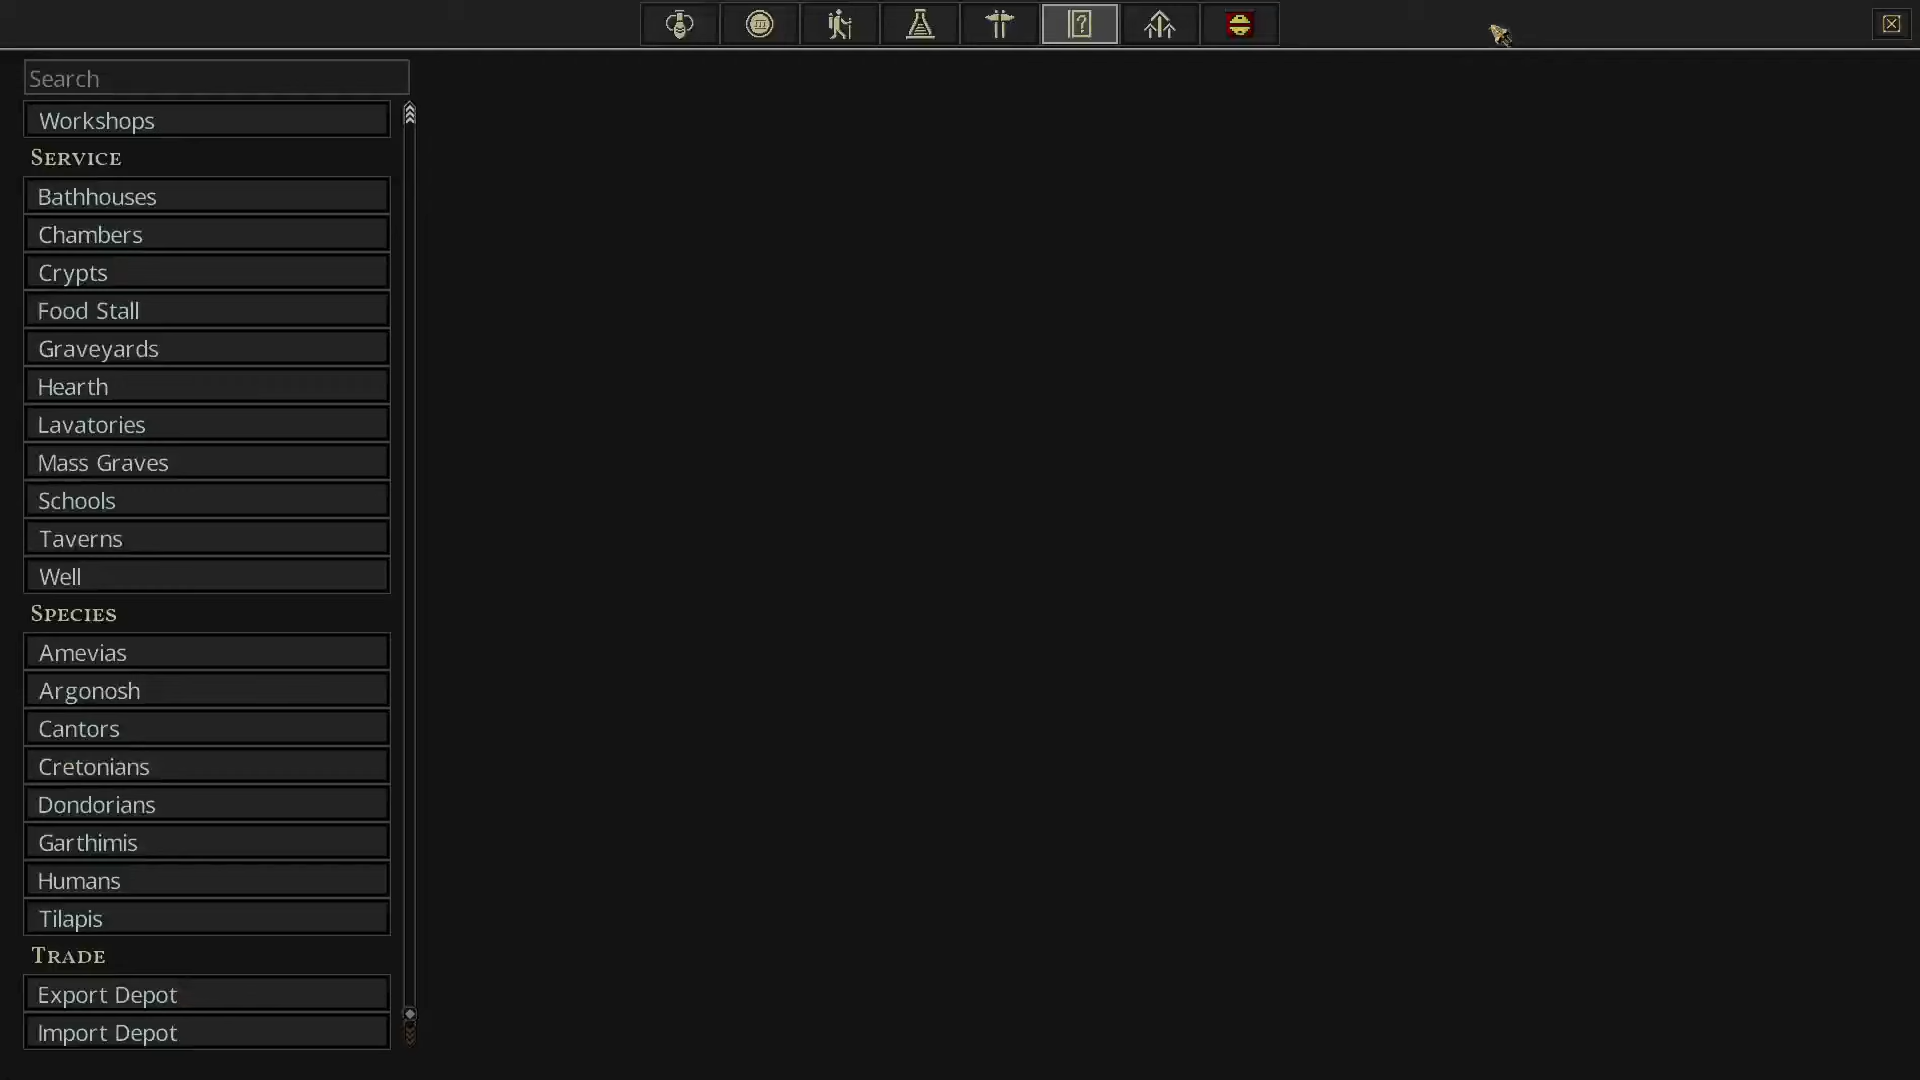 Search
Workshops
SERVICE
Bathhouses
Chambers
Crypts
Food Stall
Graveyards
Hearth
Lavatories
Mass Graves
Schools
Taverns
Well
SPECIES
Amevias
Argonosh
Cantors
Cretonians
Dondorians
Garthimis
Humans
Tilapis
TRADE
Export Depot
Import Depot